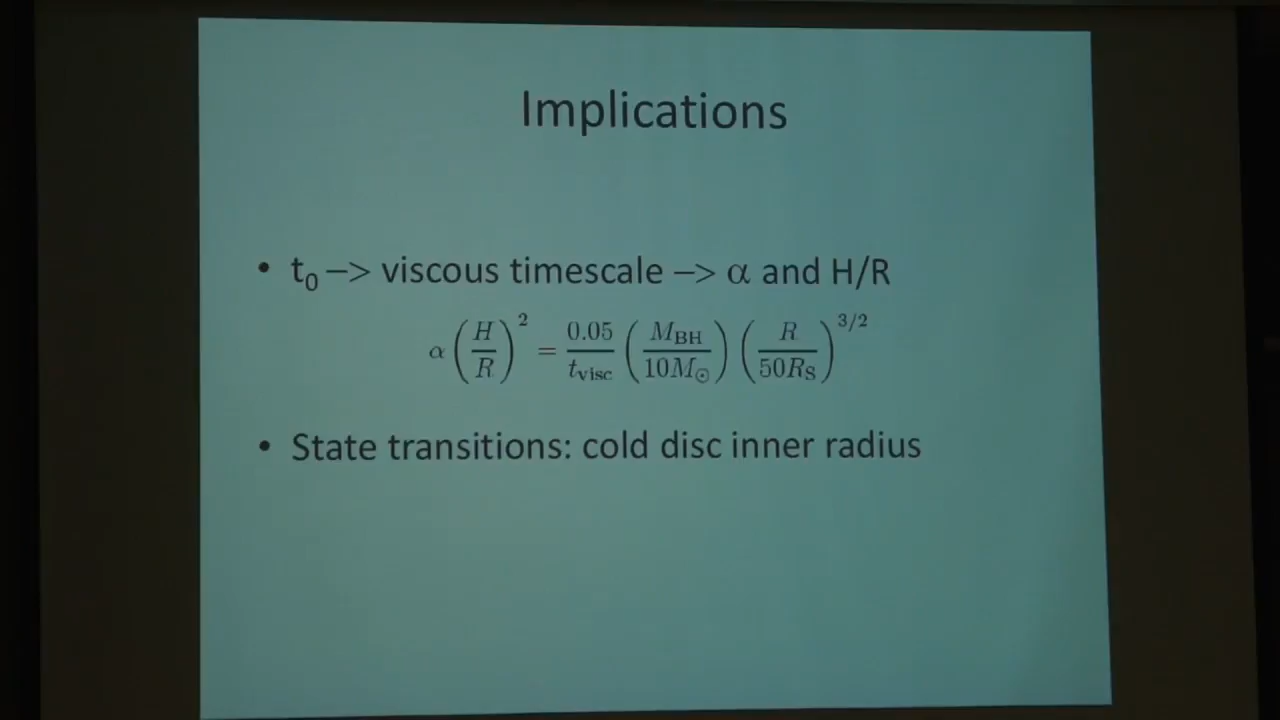 Implications
• t₀ –> viscous timescale –> α and H/R
α (H/R)² = 0.05/t_visc (M_BH/10M_⊙) (R/50R_S)^3/2
• State transitions: cold disc inner radius